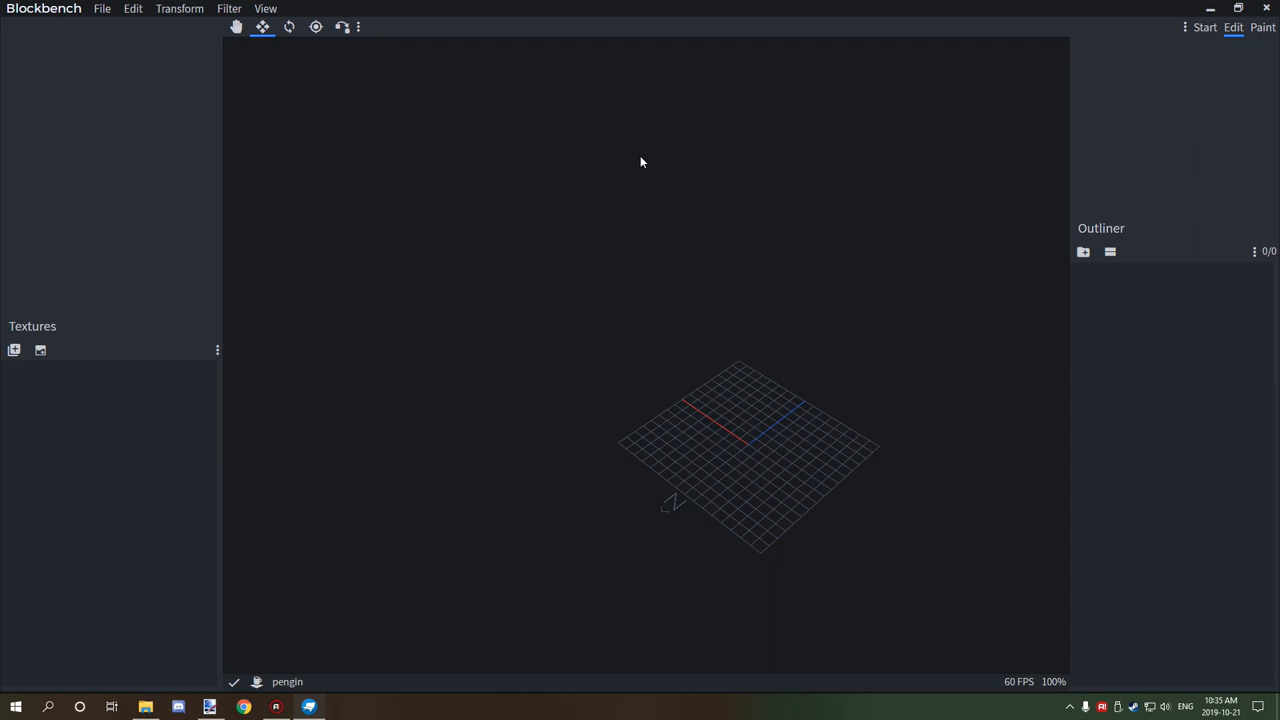 Blockbench File Edit Transform Filter View
Start Edit Paint
Outliner
0/0
Textures
N
pengin 60 FPS 100%
ENG 10:35 AM
2019-10-21